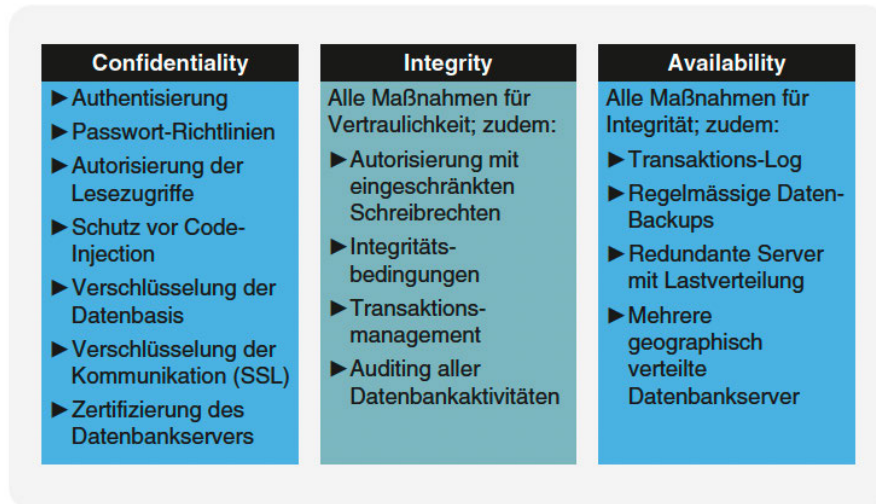 Confidentiality
►Authentisierung
►Passwort-Richtlinien
►Autorisierung der
Lesezugriffe
►Schutz vor Code-
Injection
►Verschlüsselung der
Datenbasis
►Verschlüsselung der
Kommunikation (SSL)
►Zertifizierung des
Datenbankservers
Integrity
Alle Maßnahmen für
Vertraulichkeit; zudem:
►Autorisierung mit
eingeschränkten
Schreibrechten
►Integritäts-
bedingungen
►Transaktions-
management
►Auditing aller
Datenbankaktivitäten
Availability
Alle Maßnahmen für
Integrität; zudem:
►Transaktions-Log
►Regelmässige Daten-
Backups
►Redundante Server
mit Lastverteilung
►Mehrere
geographisch
verteilte
Datenbankserver